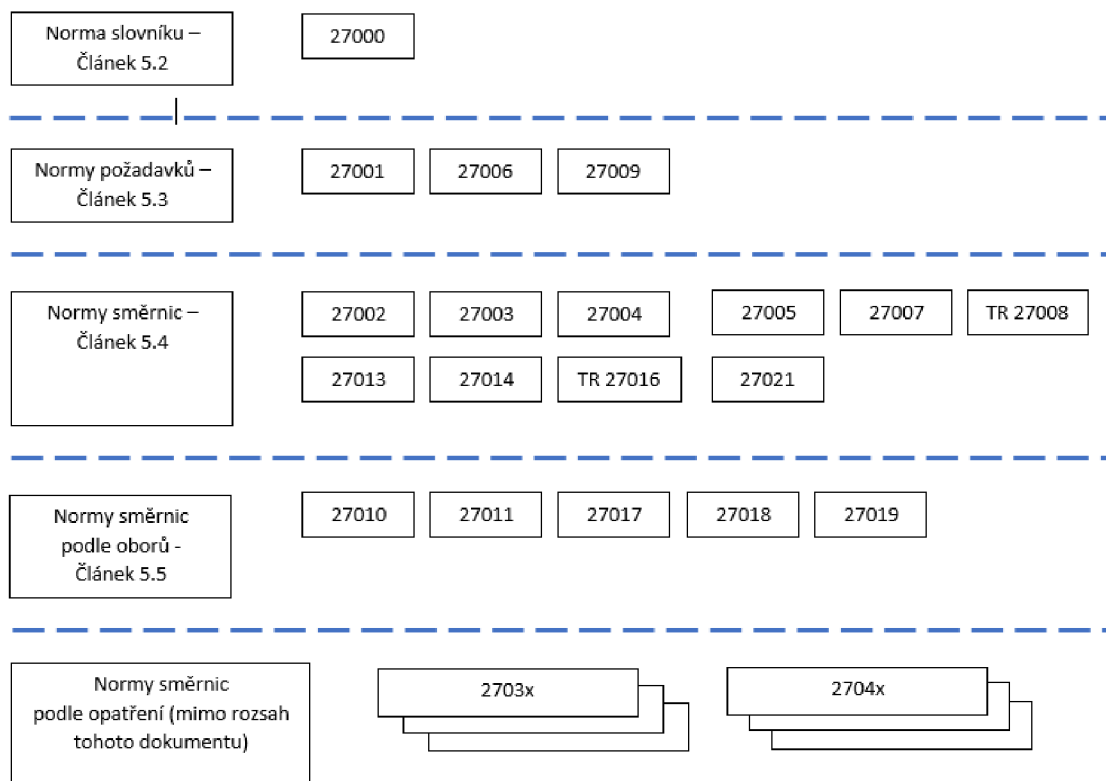 Norma slovníku –
Článek 5.2
27000
Normy požadavků –
Článek 5.3
27001 27006 27009
Normy směrnic –
Článek 5.4
27002 27003 27004 27005 27007 TR 27008
27013 27014 TR 27016 27021
Normy směrnic
podle oborů -
Článek 5.5
27010 27011 27017 27018 27019
Normy směrnic
podle opatření (mimo rozsah
tohoto dokumentu)
2703x 2704x